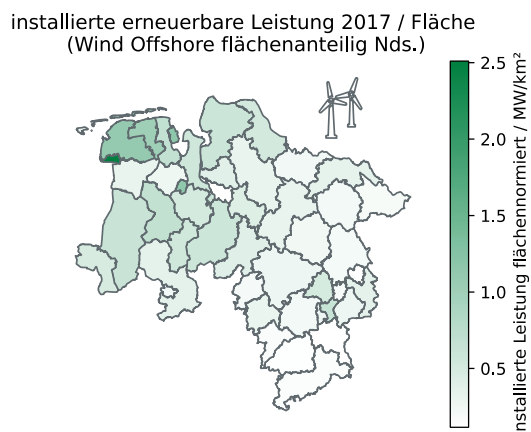 installierte erneuerbare Leistung 2017 / Fläche
(Wind Offshore flächenanteilig Nds.)
2.5
2.0
1.5
1.0
0.5
nstallierte Leistung flächennormiert / MW/km²